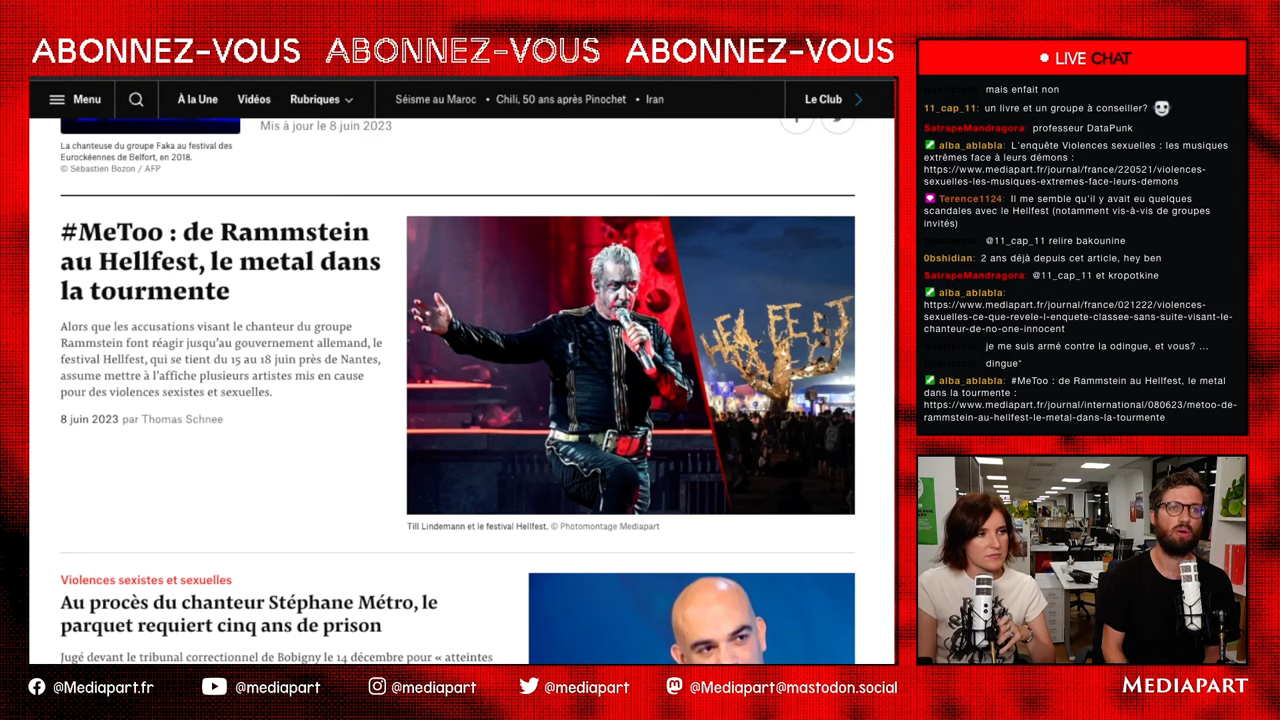 ABONNEZ-VOUS ABONNEZ-VOUS ABONNEZ-VOUS
Menu
À la Une
Vidéos
Rubriques
Séisme au Maroc • Chili, 50 ans après Pinochet • Iran
Le Club
Mis à jour le 8 juin 2023
La chanteuse du groupe Faka au festival des
Eurockéennes de Belfort, en 2018.
© Sébastien Bozon / AFP
#MeToo : de Rammstein
au Hellfest, le metal dans
la tourmente
Alors que les accusations visant le chanteur du groupe
Rammstein font réagir jusqu'au gouvernement allemand, le
festival Hellfest, qui se tient du 15 au 18 juin près de Nantes,
assume mettre à l'affiche plusieurs artistes mis en cause
pour des violences sexistes et sexuelles.
8 juin 2023 par Thomas Schnee
HELLFEST
Till Lindemann et le festival Hellfest. © Photomontage Mediapart
Violences sexistes et sexuelles
Au procès du chanteur Stéphane Métro, le
parquet requiert cinq ans de prison
Jugé devant le tribunal correctionnel de Bobigny le 14 décembre pour « atteintes
LIVE CHAT
mais enfait non
11_cap_11: un livre et un groupe à conseiller?
SatrapeMandragora: professeur DataPunk
alba_ablabla: L'enquête Violences sexuelles : les musiques
extrêmes face à leurs démons :
https://www.mediapart.fr/journal/france/220521/violences-
sexuelles-les-musiques-extremes-face-leurs-demons
Terence1124: Il me semble qu'il y avait eu quelques
scandales avec le Hellfest (notamment vis-à-vis de groupes
invités)
@11_cap_11 relire bakounine
0bshidian: 2 ans déjà depuis cet article, hey ben
SatrapeMandragora: @11_cap_11 et kropotkine
alba_ablabla:
https://www.mediapart.fr/journal/france/021222/violences-
sexuelles-ce-que-revele-l-enquete-classee-sans-suite-visant-le-
chanteur-de-no-one-innocent
je me suis armé contre la odingue, et vous? ...
dingue*
alba_ablabla: #MeToo : de Rammstein au Hellfest, le metal
dans la tourmente :
https://www.mediapart.fr/journal/international/080623/metoo-de-
rammstein-au-hellfest-le-metal-dans-la-tourmente
@Mediapart.fr
@mediapart
@mediapart
@mediapart
@Mediapart@mastodon.social
MEDIAPART